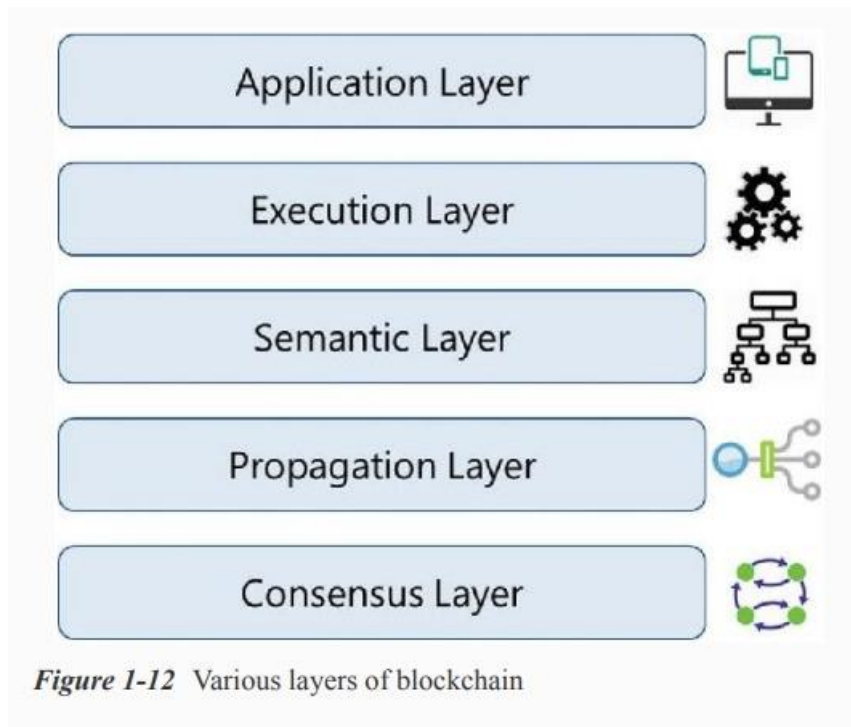 Application Layer
Execution Layer
Semantic Layer
Propagation Layer
Consensus Layer
Figure 1-12 Various layers of blockchain